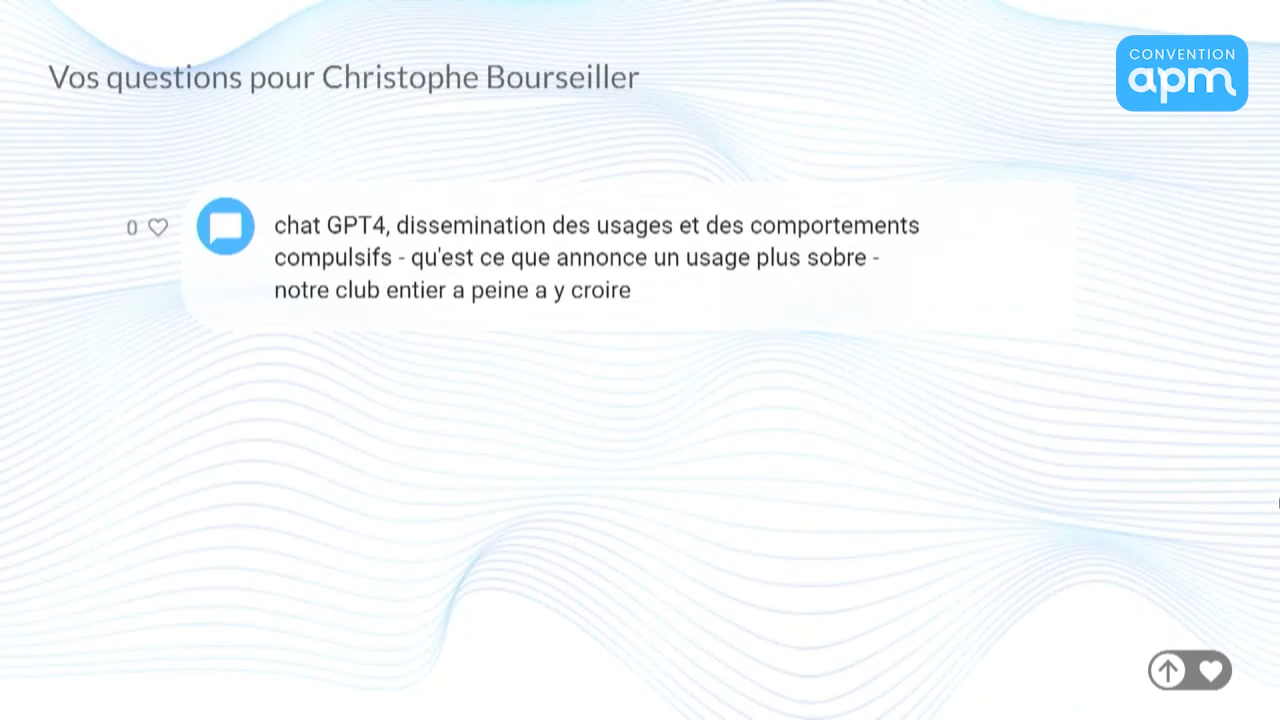 Vos questions pour Christophe Bourseiller
CONVENTION
apm
0
chat GPT4, dissemination des usages et des comportements
compulsifs - qu'est ce que annonce un usage plus sobre -
notre club entier a peine a y croire